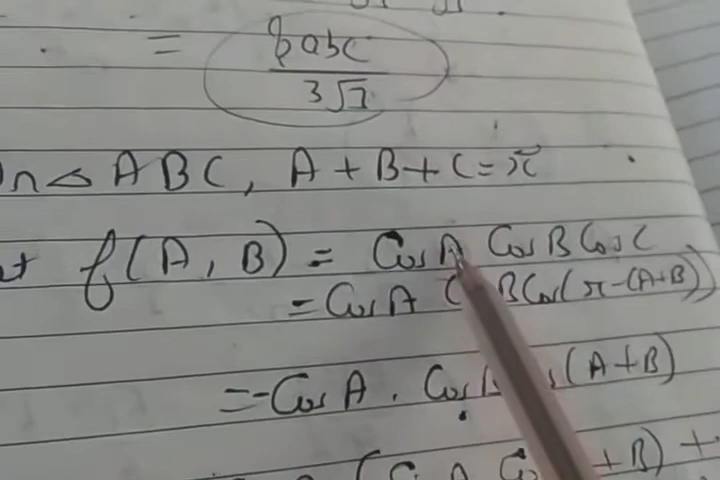 = 8abc / 3√3
In △ ABC, A + B + C = π
f(A, B) = Cos A Cos B Cos C
= Cos A B Cos(π - (A+B))
= - Cos A . Cos (A + B)
+ B) +